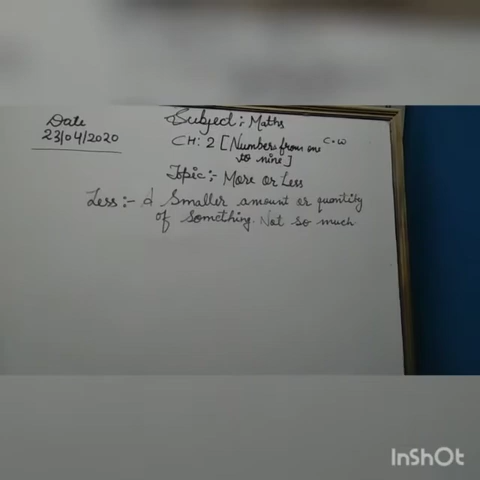 Date
23/04/2020
Subject:- Maths
CH: 2 [Numbers from one to nine] C.W
Topic:- More or Less
Less:- A Smaller amount or quantity
of something. Not so much
InShOt